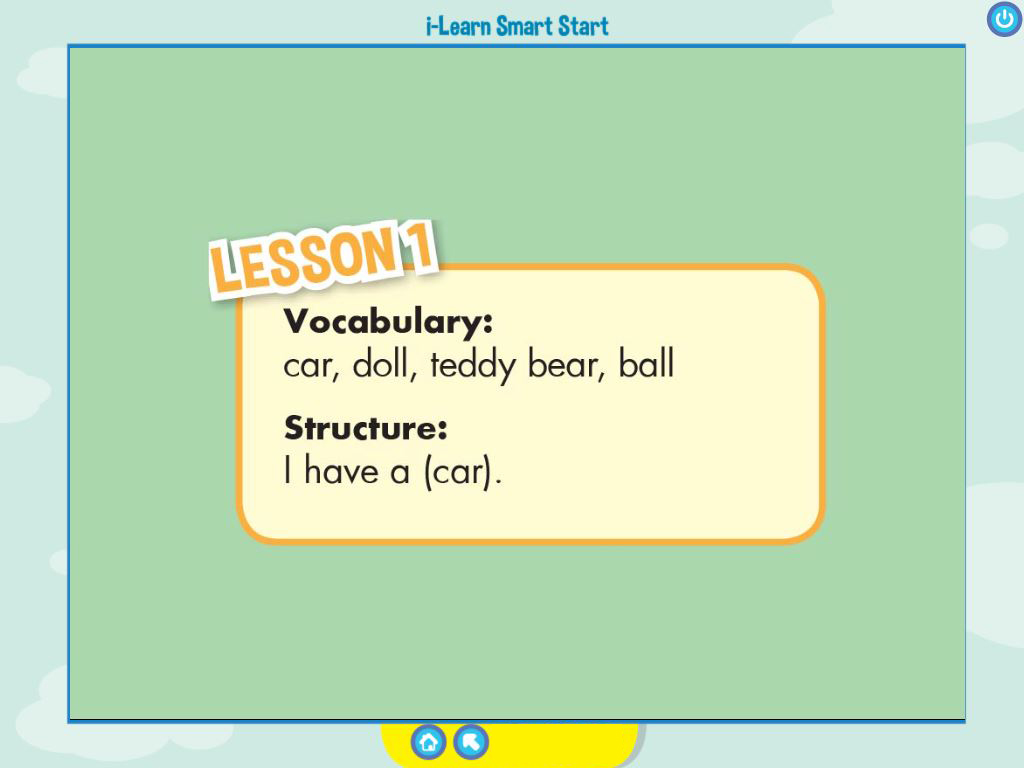 i-Learn Smart Start
LESSON 1
Vocabulary:
car, doll, teddy bear, ball
Structure:
I have a (car).